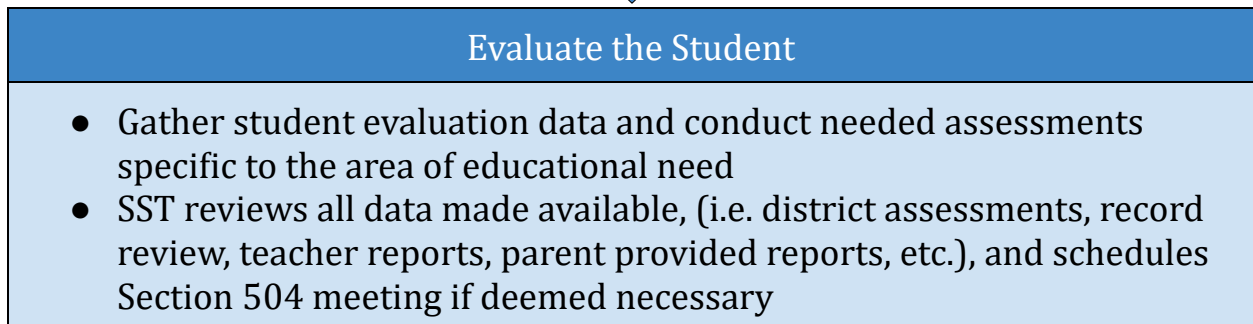 Evaluate the Student
● Gather student evaluation data and conduct needed assessments
specific to the area of educational need
● SST reviews all data made available, (i.e. district assessments, record
review, teacher reports, parent provided reports, etc.), and schedules
Section 504 meeting if deemed necessary